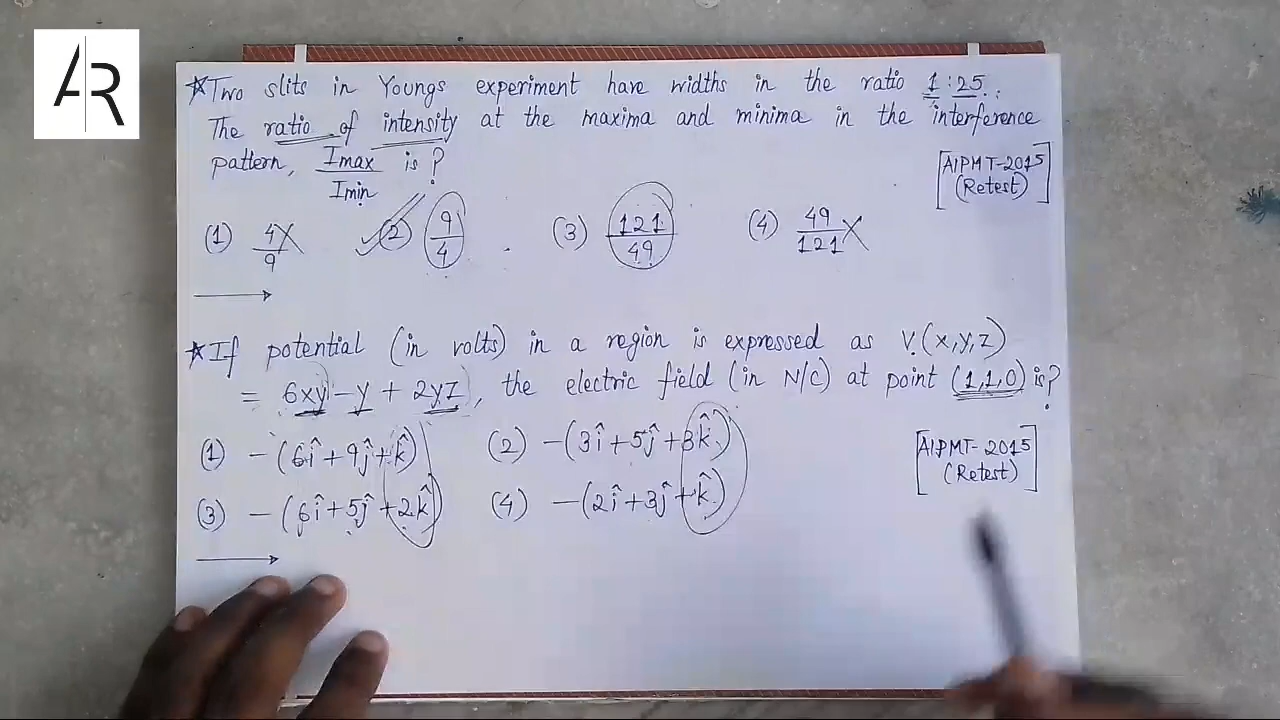 AR
★Two slits in Youngs experiment have widths in the ratio 1:25.
The ratio of intensity at the maxima and minima in the interference
pattern, Imax/Imin is?
[AIPMT-2015
(Retest)]
(1) 4/9 (2) 9/4 (3) 121/49 (4) 49/121
★If potential (in volts) in a region is expressed as V(x,y,z)
= 6xy - y + 2yz, the electric field (in N/C) at point (1,1,0) is?
(1) -(6î+9ĵ+k̂) (2) -(3î+5ĵ+3k̂)
[AIPMT-2015
(Retest)]
(3) -(6î+5ĵ+2k̂) (4) -(2î+3ĵ+k̂)